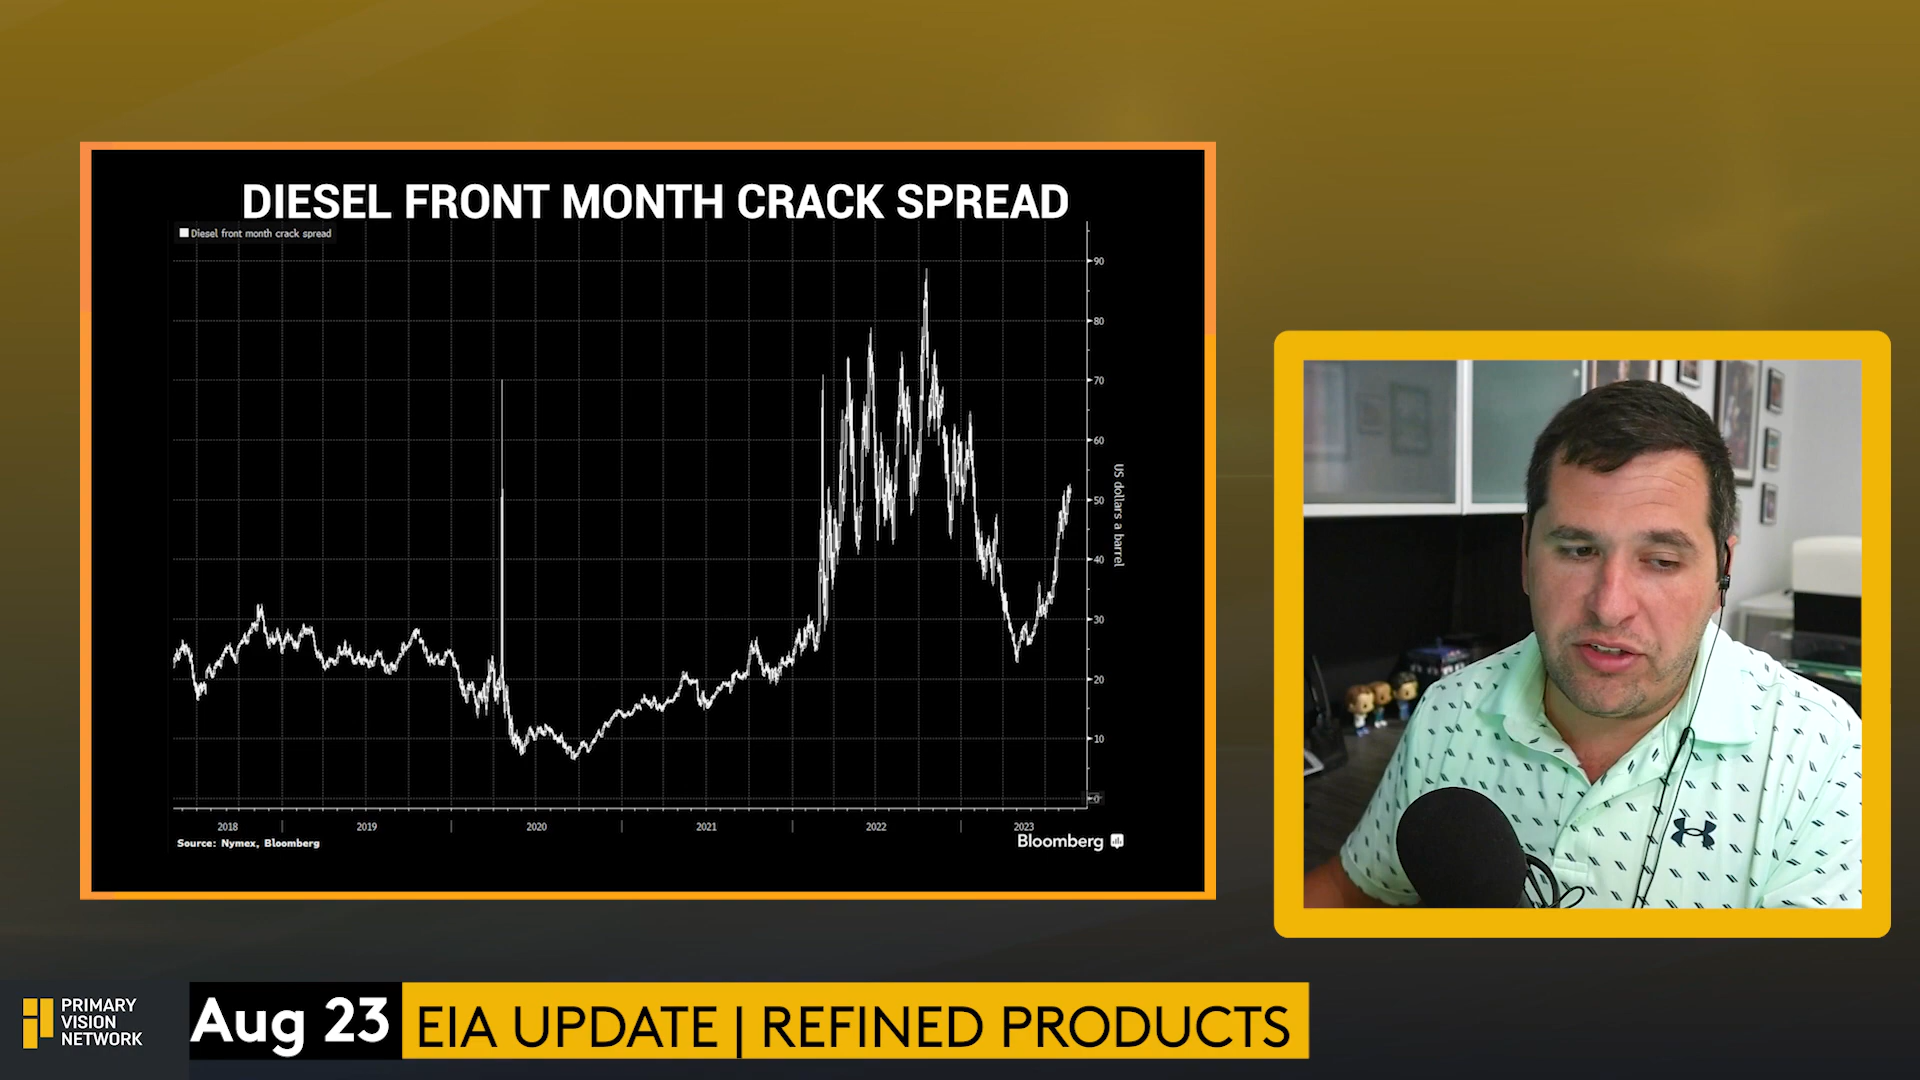 DIESEL FRONT MONTH CRACK SPREAD
Diesel front month crack spread
90
80
70
60
50
40
30
20
10
0
US dollars a barrel
2018 2019 2020 2021 2022 2023
Source: Nymex, Bloomberg
Bloomberg
PRIMARY
VISION
NETWORK
Aug 23
EIA UPDATE | REFINED PRODUCTS